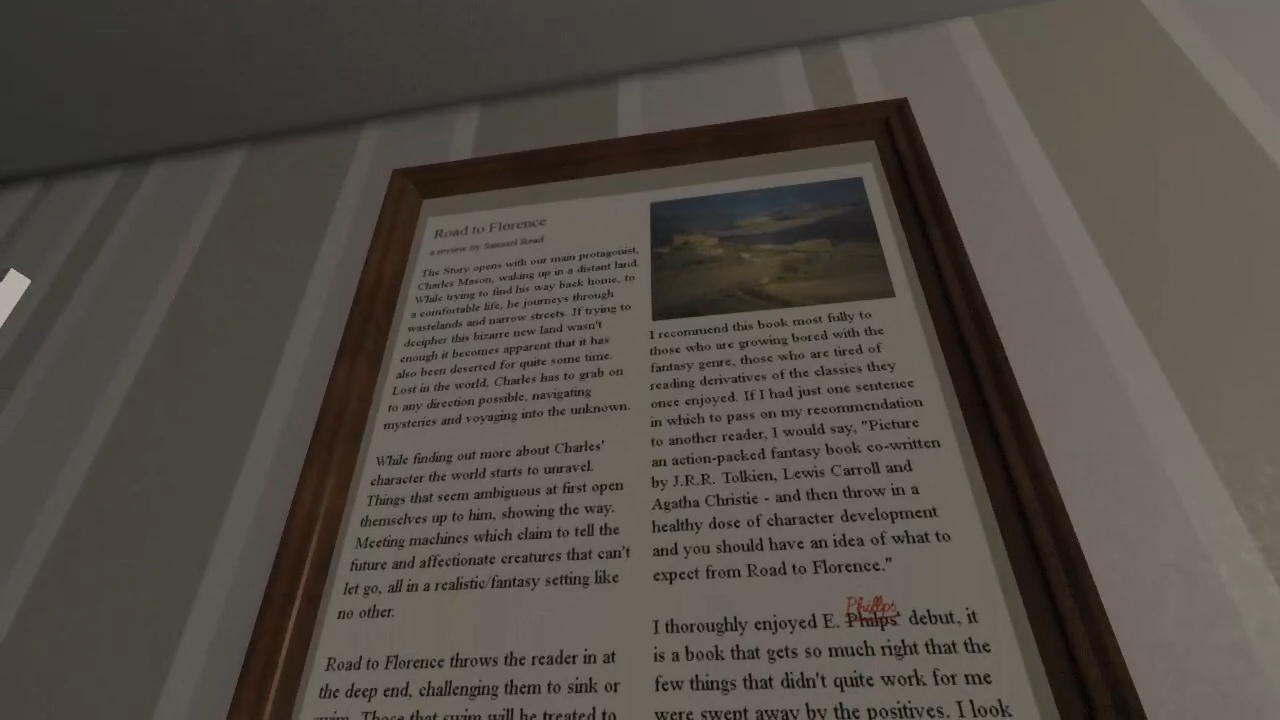 Road to Florence
a review by Samuel Read
The Story opens with our main protagonist,
Charles Mason, waking up in a distant land.
While trying to find his way back home, to
a comfortable life, he journeys through
wastelands and narrow streets. If trying to
decipher this bizarre new land wasn't
enough it becomes apparent that it has
also been deserted for quite some time.
Lost in the world, Charles has to grab on
to any direction possible, navigating
mysteries and voyaging into the unknown.
While finding out more about Charles'
character the world starts to unravel.
Things that seem ambiguous at first open
themselves up to him, showing the way.
Meeting machines which claim to tell the
future and affectionate creatures that can't
let go, all in a realistic/fantasy setting like
no other.
Road to Florence throws the reader in at
the deep end, challenging them to sink or
swim. Those that swim will be treated to
I recommend this book most fully to
those who are growing bored with the
fantasy genre, those who are tired of
reading derivatives of the classics they
once enjoyed. If I had just one sentence
in which to pass on my recommendation
to another reader, I would say, "Picture
an action-packed fantasy book co-written
by J.R.R. Tolkien, Lewis Carroll and
Agatha Christie - and then throw in a
healthy dose of character development
and you should have an idea of what to
expect from Road to Florence."
Phillips
I thoroughly enjoyed E. Philps' debut, it
is a book that gets so much right that the
few things that didn't quite work for me
were swept away by the positives. I look